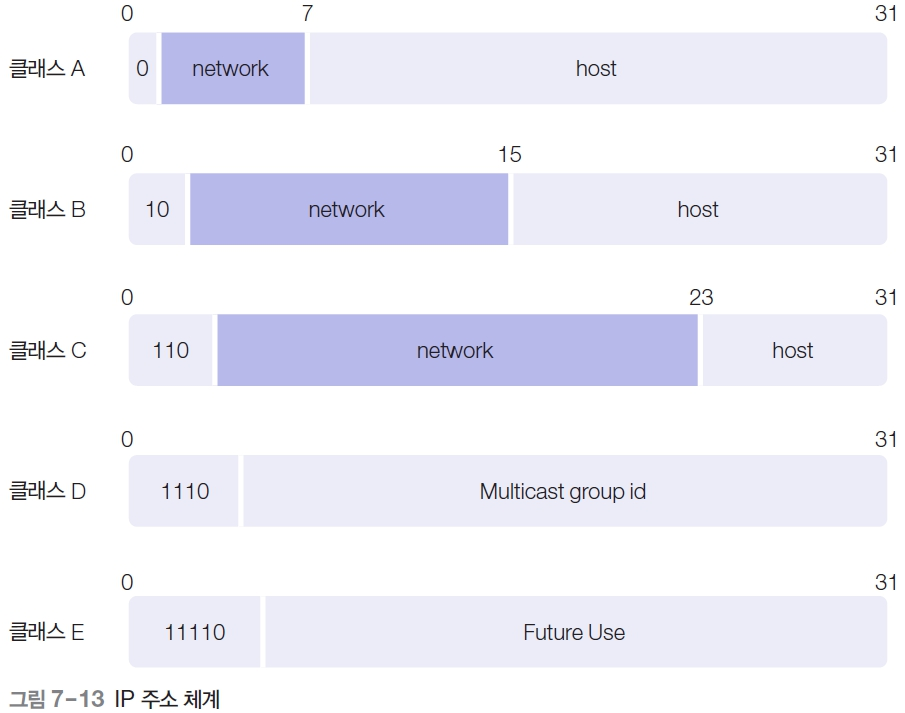 0 7 31
클래스 A 0 network host
0 15 31
클래스 B 10 network host
0 23 31
클래스 C 110 network host
0 31
클래스 D 1110 Multicast group id
0 31
클래스 E 11110 Future Use
그림 7-13 IP 주소 체계